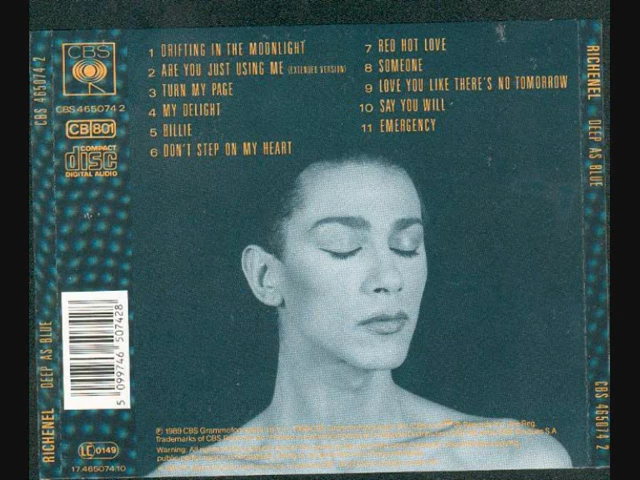 CBS
CBS 465074 2
CB 801
COMPACT
disc
DIGITAL AUDIO
1 DRIFTING IN THE MOONLIGHT
2 ARE YOU JUST USING ME (EXTENDED VERSION)
3 TURN MY PAGE
4 MY DELIGHT
5 BILLIE
6 DON'T STEP ON MY HEART
7 RED HOT LOVE
8 SOMEONE
9 LOVE YOU LIKE THERE'S NO TOMORROW
10 SAY YOU WILL
11 EMERGENCY
CBS 465074 2
RICHENEL DEEP AS BLUE
RICHENEL DEEP AS BLUE
CBS 465074 2
5 099746 507428
LC 0149
17.465074.10
℗ 1989 CBS Grammofoon
Trademarks of CBS
Warning. All
S.A.